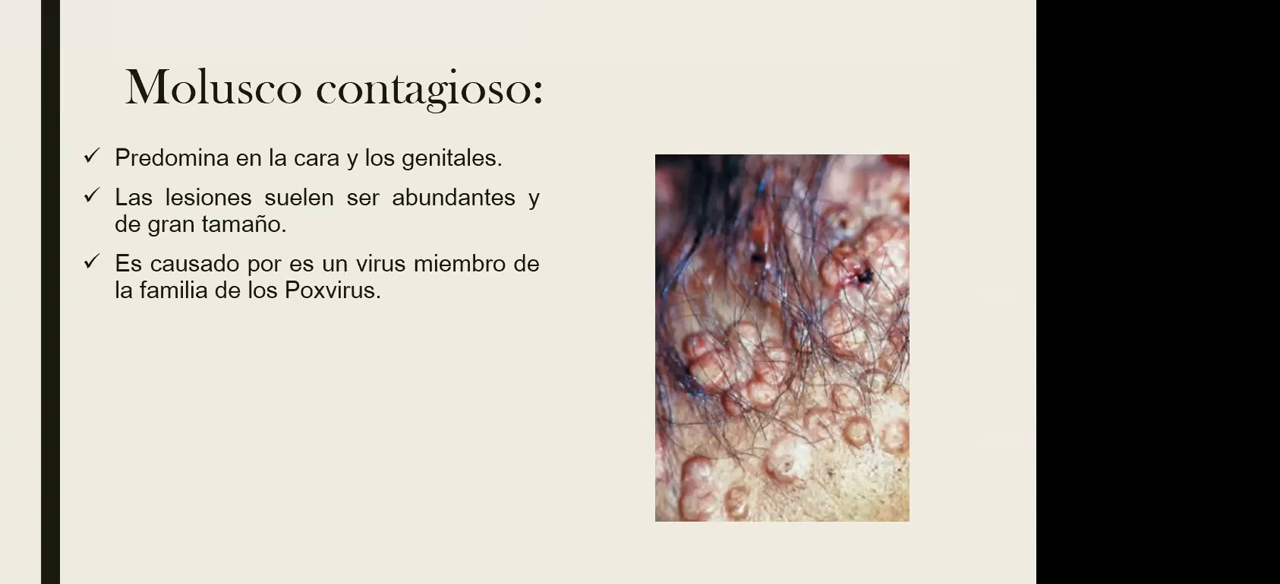 Molusco contagioso:
✓ Predomina en la cara y los genitales.
✓ Las lesiones suelen ser abundantes y
de gran tamaño.
✓ Es causado por es un virus miembro de
la familia de los Poxvirus.